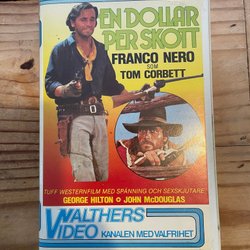 EN DOLLAR
PER SKOTT
FRANCO NERO
SOM
TOM CORBETT
TUFF WESTERNFILM MED SPÄNNING OCH SEXSKJUTARE
GEORGE HILTON ○ JOHN McDOUGLAS
WALTHERS
VIDEO KANALEN MED VALFRIHET